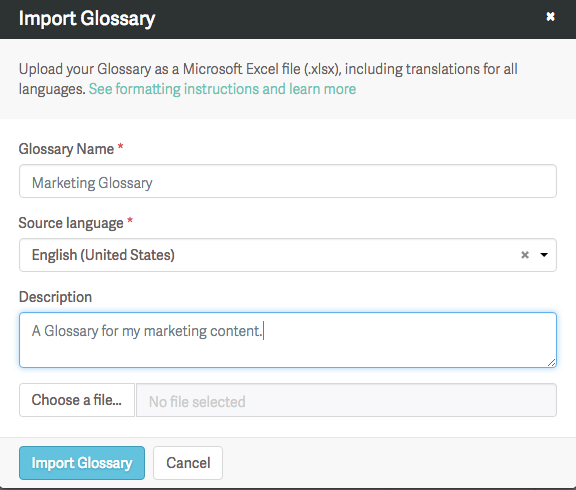 Import Glossary
Upload your Glossary as a Microsoft Excel file (.xlsx), including translations for all
languages. See formatting instructions and learn more
Glossary Name *
Marketing Glossary
Source language *
English (United States)
Description
A Glossary for my marketing content.
Choose a file... No file selected
Import Glossary Cancel